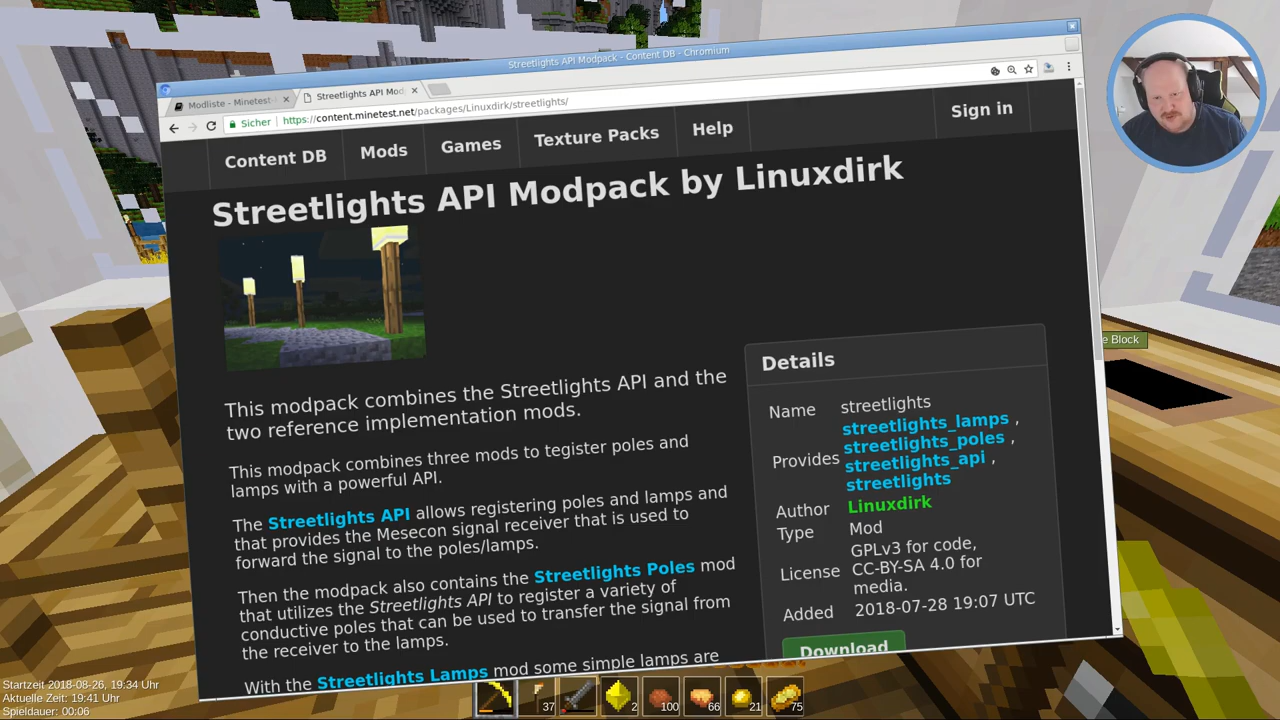 Streetlights API Modpack - Content DB - Chromium
Modliste - Minetest
Streetlights API Mod
Sicher
https://content.minetest.net/packages/Linuxdirk/streetlights/
Content DB
Mods
Games
Texture Packs
Help
Sign in
Streetlights API Modpack by Linuxdirk
This modpack combines the Streetlights API and the
two reference implementation mods.
This modpack combines three mods to tegister poles and
lamps with a powerful API.
The Streetlights API allows registering poles and lamps and
that provides the Mesecon signal receiver that is used to
forward the signal to the poles/lamps.
Then the modpack also contains the Streetlights Poles mod
that utilizes the Streetlights API to register a variety of
conductive poles that can be used to transfer the signal from
the receiver to the lamps.
With the Streetlights Lamps mod some simple lamps are
Details
Name streetlights
Provides streetlights_lamps ,
streetlights_poles ,
streetlights_api ,
streetlights
Author Linuxdirk
Type Mod
License GPLv3 for code,
CC-BY-SA 4.0 for
media.
Added 2018-07-28 19:07 UTC
Download
e Block
Startzeit 2018-08-26, 19:34 Uhr
Aktuelle Zeit: 19:41 Uhr
Spieldauer: 00:06
37
2
100
66
21
75